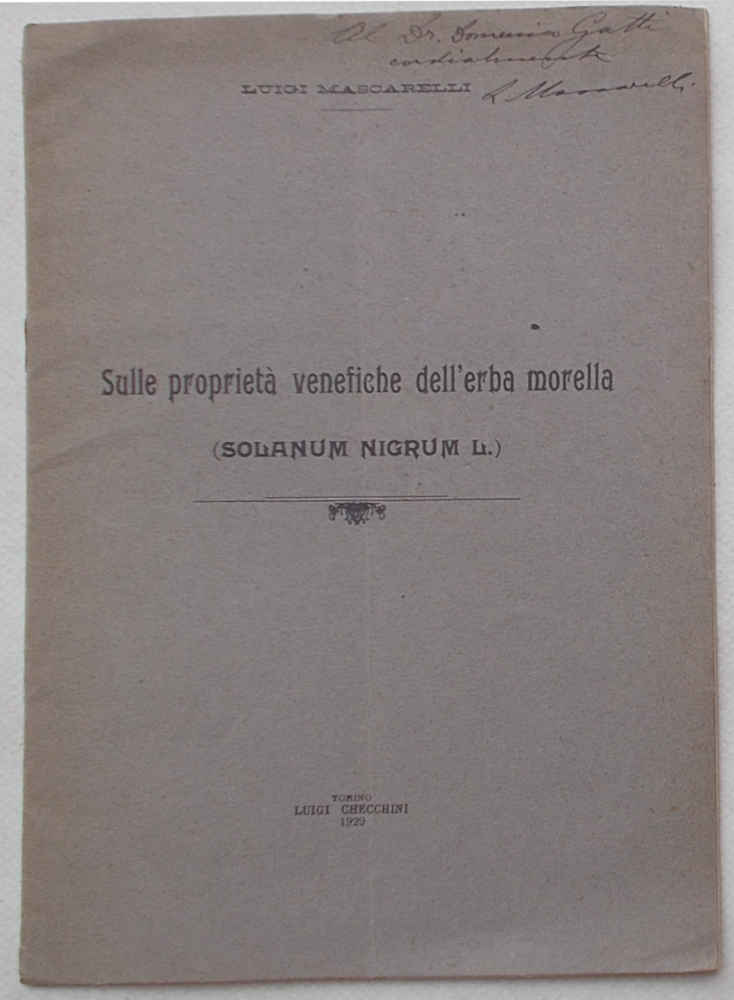 Al Dr. Domenico Gatti
cordialmente
L Mascarelli
LUIGI MASCARELLI
Sulle proprietà venefiche dell'erba morella
(SOLANUM NIGRUM L.)
TORINO
LUIGI CHECCHINI
1929